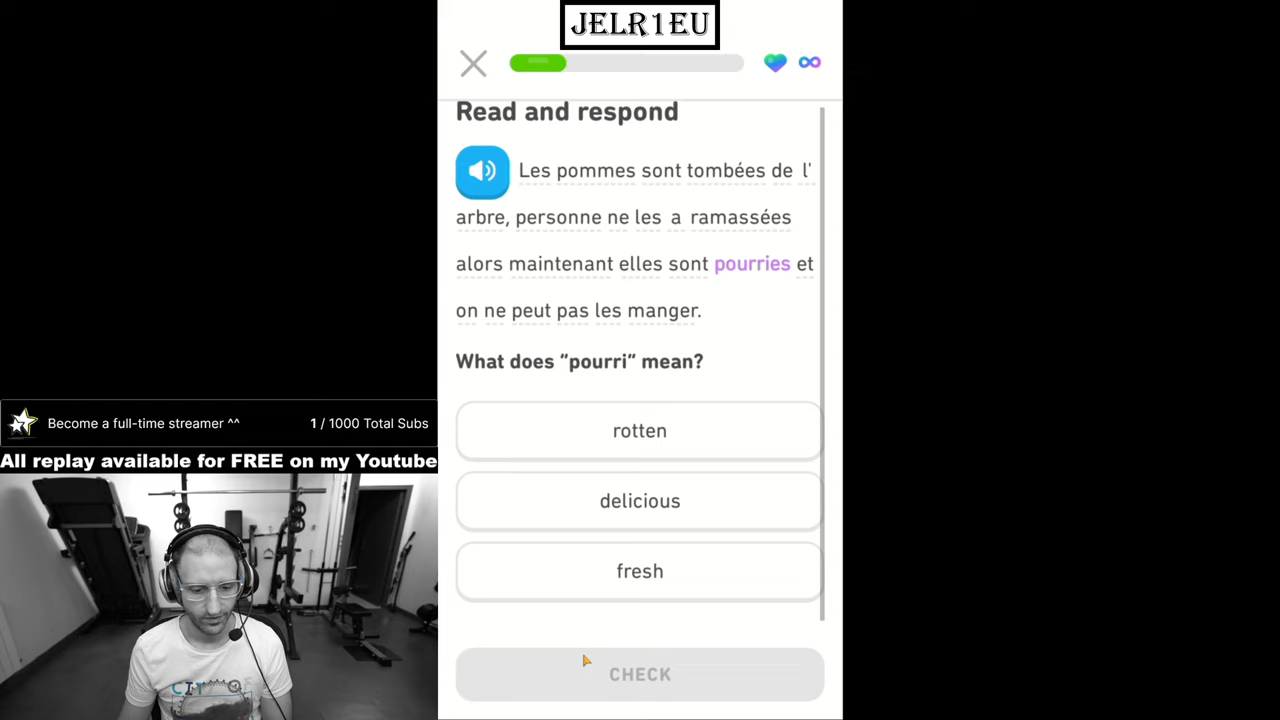 JELR1EU
Read and respond
Les pommes sont tombées de l'
arbre, personne ne les a ramassées
alors maintenant elles sont pourries et
on ne peut pas les manger.
What does “pourri” mean?
rotten
delicious
fresh
CHECK
Become a full-time streamer ^^ 1 / 1000 Total Subs
All replay available for FREE on my Youtube